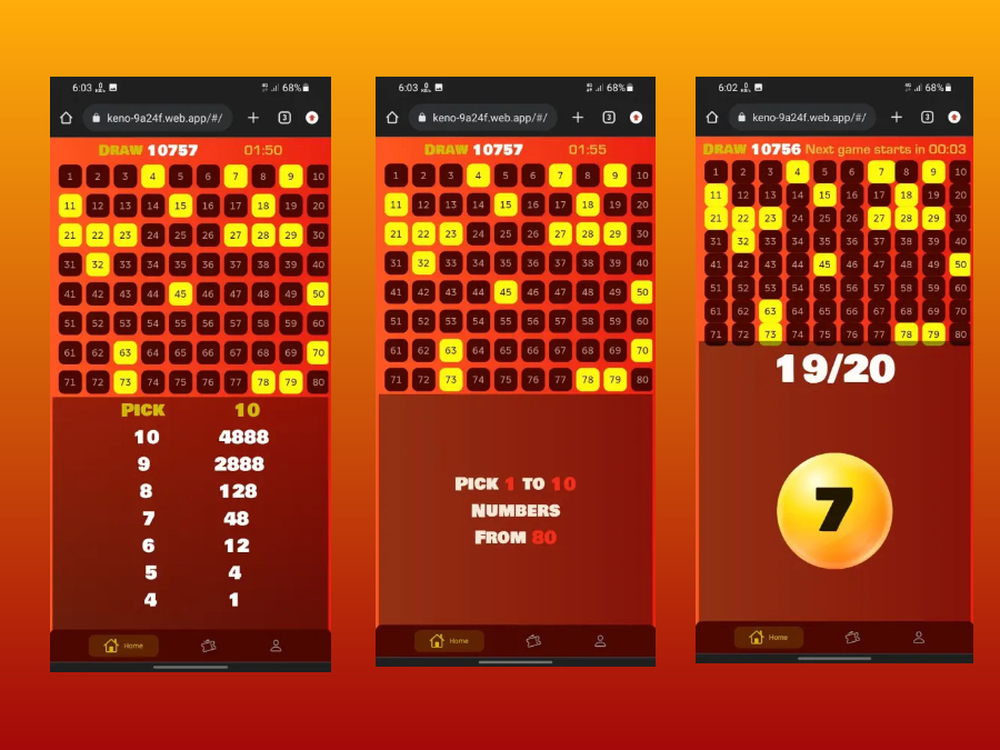 6:03 68%
keno-9a24f.web.app/#/ 3
DRAW 10757 01:50
1 2 3 4 5 6 7 8 9 10
11 12 13 14 15 16 17 18 19 20
21 22 23 24 25 26 27 28 29 30
31 32 33 34 35 36 37 38 39 40
41 42 43 44 45 46 47 48 49 50
51 52 53 54 55 56 57 58 59 60
61 62 63 64 65 66 67 68 69 70
71 72 73 74 75 76 77 78 79 80
PICK 10
10 4888
9 2888
8 128
7 48
6 12
5 4
4 1
Home
6:03 68%
keno-9a24f.web.app/#/ 3
DRAW 10757 01:55
1 2 3 4 5 6 7 8 9 10
11 12 13 14 15 16 17 18 19 20
21 22 23 24 25 26 27 28 29 30
31 32 33 34 35 36 37 38 39 40
41 42 43 44 45 46 47 48 49 50
51 52 53 54 55 56 57 58 59 60
61 62 63 64 65 66 67 68 69 70
71 72 73 74 75 76 77 78 79 80
PICK 1 TO 10
NUMBERS
FROM 80
Home
6:02 68%
keno-9a24f.web.app/#/ 3
DRAW 10756 Next game starts in 00:03
1 2 3 4 5 6 7 8 9 10
11 12 13 14 15 16 17 18 19 20
21 22 23 24 25 26 27 28 29 30
31 32 33 34 35 36 37 38 39 40
41 42 43 44 45 46 47 48 49 50
51 52 53 54 55 56 57 58 59 60
61 62 63 64 65 66 67 68 69 70
71 72 73 74 75 76 77 78 79 80
19/20
7
Home